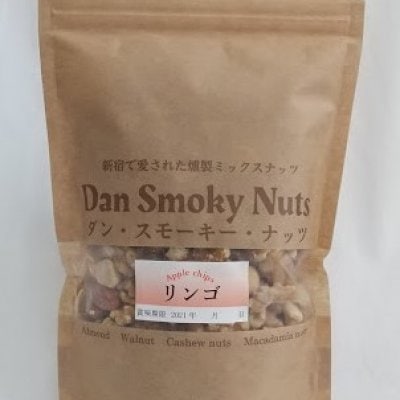 新宿で愛された燻製ミックスナッツ
Dan Smoky Nuts
ダン・スモーキー・ナッツ
Apple chips
リンゴ
賞味期限 2021年　月　日
Almond Walnut Cashew nuts Macadamia nuts